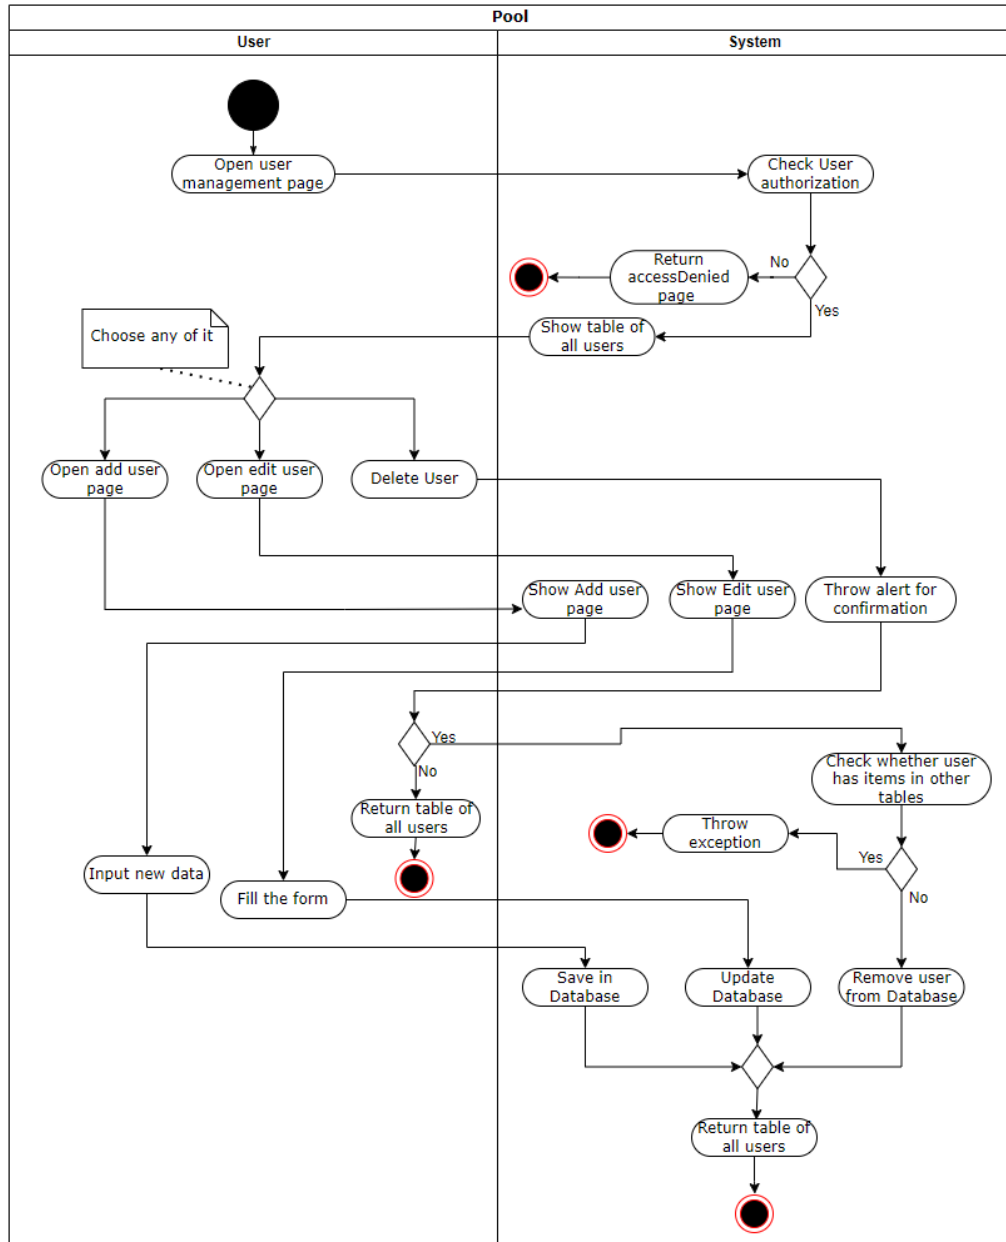 Pool
User
System
Open user
management page
Check User
authorization
No
Return
accessDenied
page
Yes
Choose any of it
Show table of
all users
Open add user
page
Open edit user
page
Delete User
Show Add user
page
Show Edit user
page
Throw alert for
confirmation
Yes
No
Check whether user
has items in other
tables
Return table of
all users
Throw
exception
Yes
No
Input new data
Fill the form
Save in
Database
Update
Database
Remove user
from Database
Return table of
all users